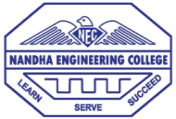 NEC
NANDHA ENGINEERING COLLEGE
LEARN
SERVE
SUCCEED